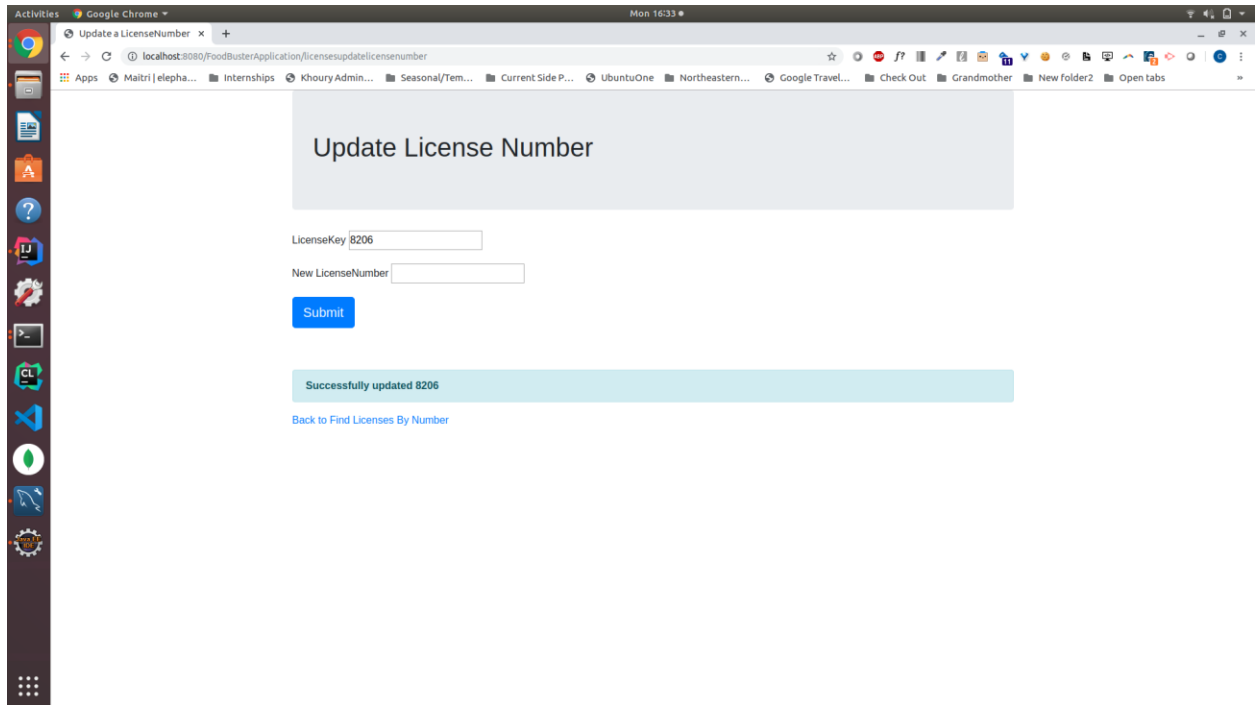 Activities Google Chrome Mon 16:33
Update a LicenseNumber
localhost:8080/FoodBusterApplication/licensesupdatelicensenumber
Apps Maitri | elepha... Internships Khoury Admin... Seasonal/Tem... Current Side P... UbuntuOne Northeastern... Google Travel... Check Out Grandmother New folder2 Open tabs »
Update License Number
LicenseKey 8206
New LicenseNumber
Submit
Successfully updated 8206
Back to Find Licenses By Number